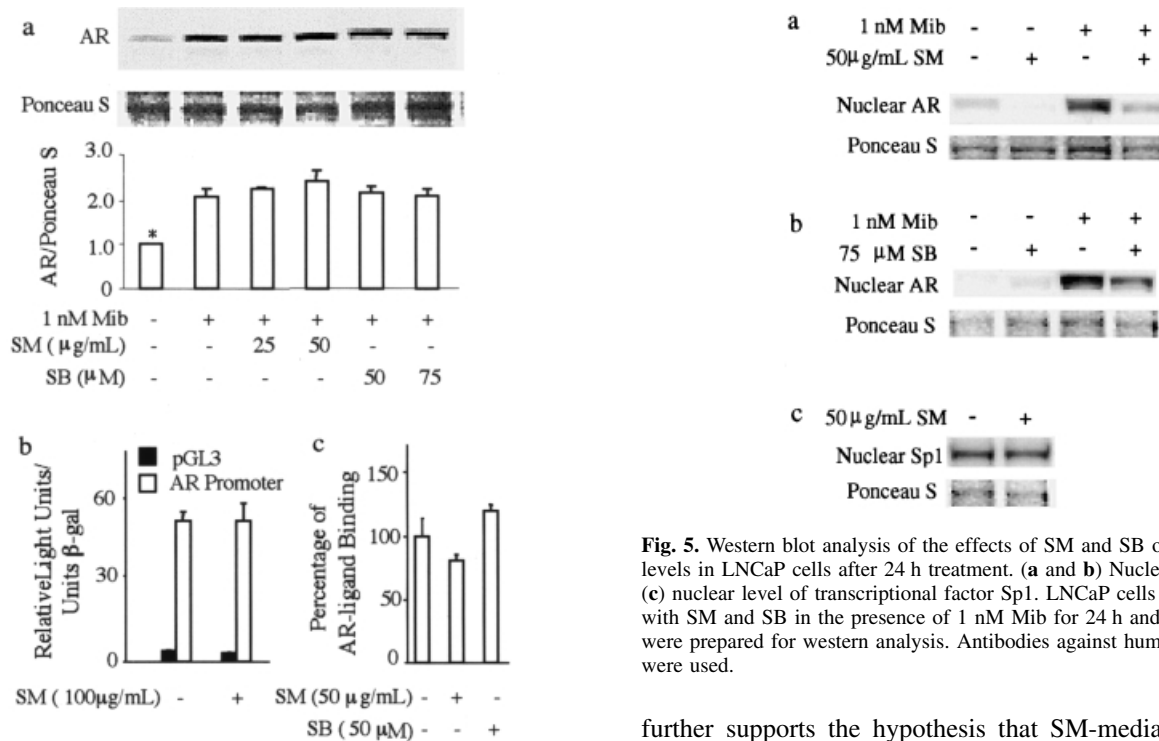 a
AR
Ponceau S
3.0
2.0
1.0
0
AR/Ponceau S
*
1 nM Mib - + + + + +
SM ( μg/mL) - - 25 50 - -
SB (μM) - - - - 50 75
b
pGL3
AR Promoter
60
30
0
RelativeLight Units/
Units β-gal
SM ( 100μg/mL) - +
c
150
100
50
0
Percentage of
AR-ligand Binding
SM (50 μg/mL) - + -
SB ( 50 μM) - - +
a
1 nM Mib - - + +
50μg/mL SM - + - +
Nuclear AR
Ponceau S
b
1 nM Mib - - + +
75 μM SB - + - +
Nuclear AR
Ponceau S
c 50μg/mL SM - +
Nuclear Sp1
Ponceau S
Fig. 5. Western blot analysis of the effects of SM and SB o
levels in LNCaP cells after 24 h treatment. (a and b) Nucle
(c) nuclear level of transcriptional factor Sp1. LNCaP cells
with SM and SB in the presence of 1 nM Mib for 24 h and
were prepared for western analysis. Antibodies against hum
were used.
further supports the hypothesis that SM-media